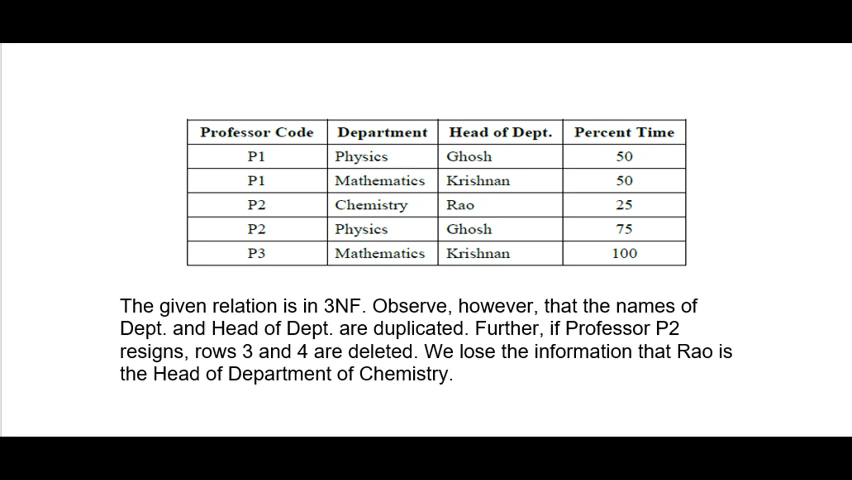 Professor Code Department Head of Dept. Percent Time
P1 Physics Ghosh 50
P1 Mathematics Krishnan 50
P2 Chemistry Rao 25
P2 Physics Ghosh 75
P3 Mathematics Krishnan 100
The given relation is in 3NF. Observe, however, that the names of
Dept. and Head of Dept. are duplicated. Further, if Professor P2
resigns, rows 3 and 4 are deleted. We lose the information that Rao is
the Head of Department of Chemistry.